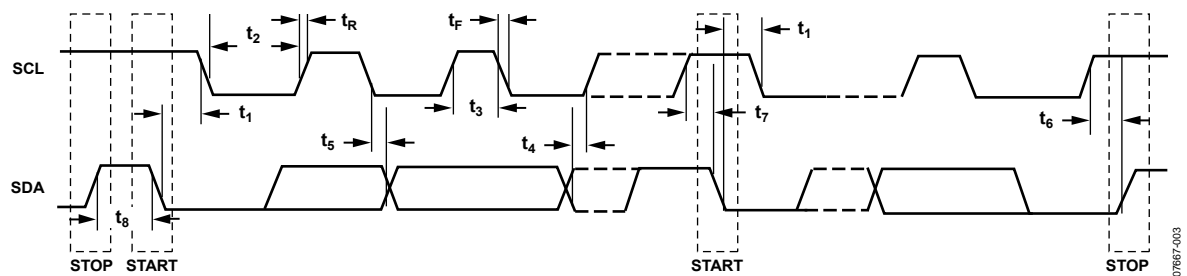 t2
tR
tF
t1
SCL
t1
t3
t7
t6
t5
t4
SDA
t8
STOP
START
START
STOP
07667-003